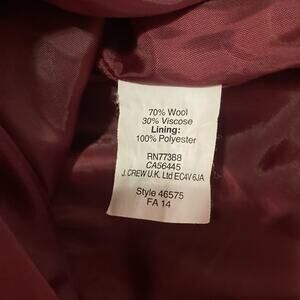 70% Wool
30% Viscose
Lining:
100% Polyester
RN77388
CA56445
J. CREW U.K. Ltd EC4V 6JA
Style 46575
FA 14